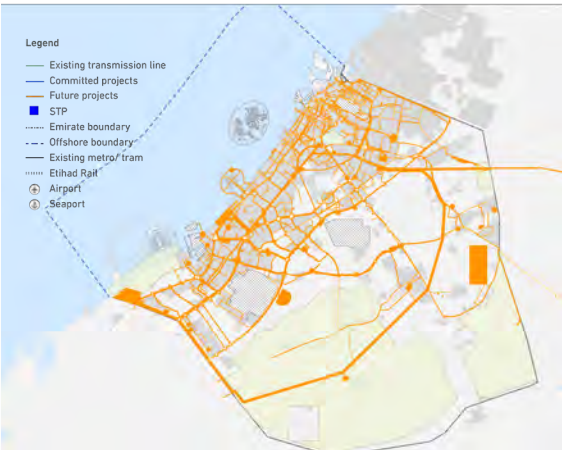 Legend
Existing transmission line
Committed projects
Future projects
STP
Emirate boundary
Offshore boundary
Existing metro/ tram
Etihad Rail
Airport
Seaport